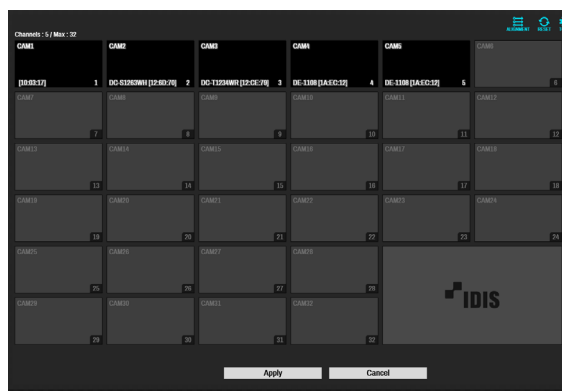 Channels : 5 / Max : 32
ALIGNMENT RESET
CAM1 CAM2 CAM3 CAM4 CAM5 CAM6
[10:03:17] 1 DC-S1263WH [12:6D:70] 2 DC-T1234WR [12:CE:79] 3 DE-1108 [1A:EC:12] 4 DE-1108 [1A:EC:12] 5 6
CAM7 CAM8 CAM9 CAM10 CAM11 CAM12
7 8 9 10 11 12
CAM13 CAM14 CAM15 CAM16 CAM17 CAM18
13 14 15 16 17 18
CAM19 CAM20 CAM21 CAM22 CAM23 CAM24
19 20 21 22 23 24
CAM25 CAM26 CAM27 CAM28
25 26 27 28
IDIS
CAM29 CAM30 CAM31 CAM32
29 30 31 32
Apply Cancel